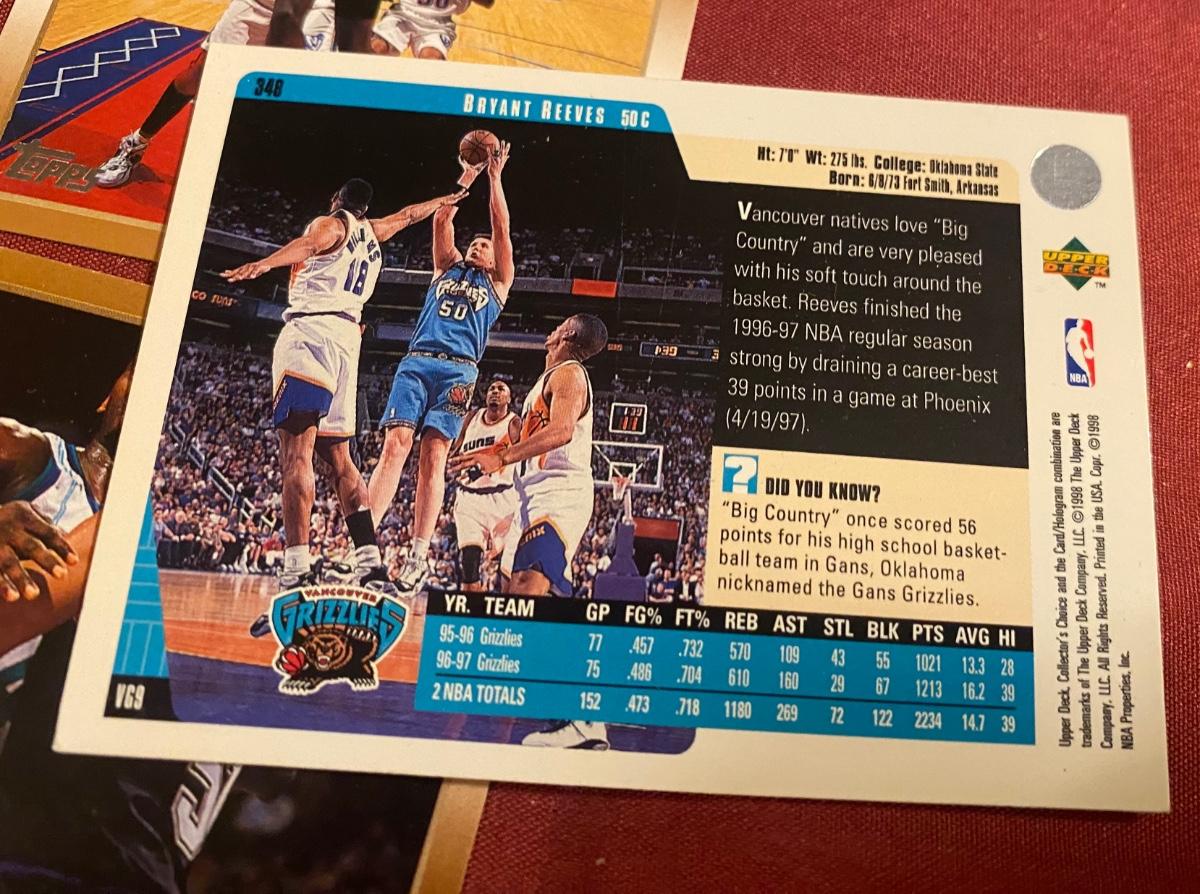 Topps
348
BRYANT REEVES 50 C
Ht: 7'0" Wt: 275 lbs. College: Oklahoma State
Born: 6/8/73 Fort Smith, Arkansas
Vancouver natives love "Big
Country" and are very pleased
with his soft touch around the
basket. Reeves finished the
1996-97 NBA regular season
strong by draining a career-best
39 points in a game at Phoenix
(4/19/97).
? DID YOU KNOW?
"Big Country" once scored 56
points for his high school basket-
ball team in Gans, Oklahoma
nicknamed the Gans Grizzlies.
18
GRIZZLIES
50
GO SUNS
SUNS
1:39
VANCOUVER
GRIZZLIES
YR. TEAM GP FG% FT% REB AST STL BLK PTS AVG HI
95-96 Grizzlies 77 .457 .732 570 109 43 55 1021 13.3 28
96-97 Grizzlies 75 .486 .704 610 160 29 67 1213 16.2 39
2 NBA TOTALS 152 .473 .718 1180 269 72 122 2234 14.7 39
VG9
UPPER
DECK
TM
NBA
Upper Deck, Collector's Choice and the Card/Hologram combination are
trademarks of The Upper Deck Company, LLC. ©1998 The Upper Deck
Company, LLC. All Rights Reserved. Printed in the USA. Copr. ©1998
NBA Properties, Inc.